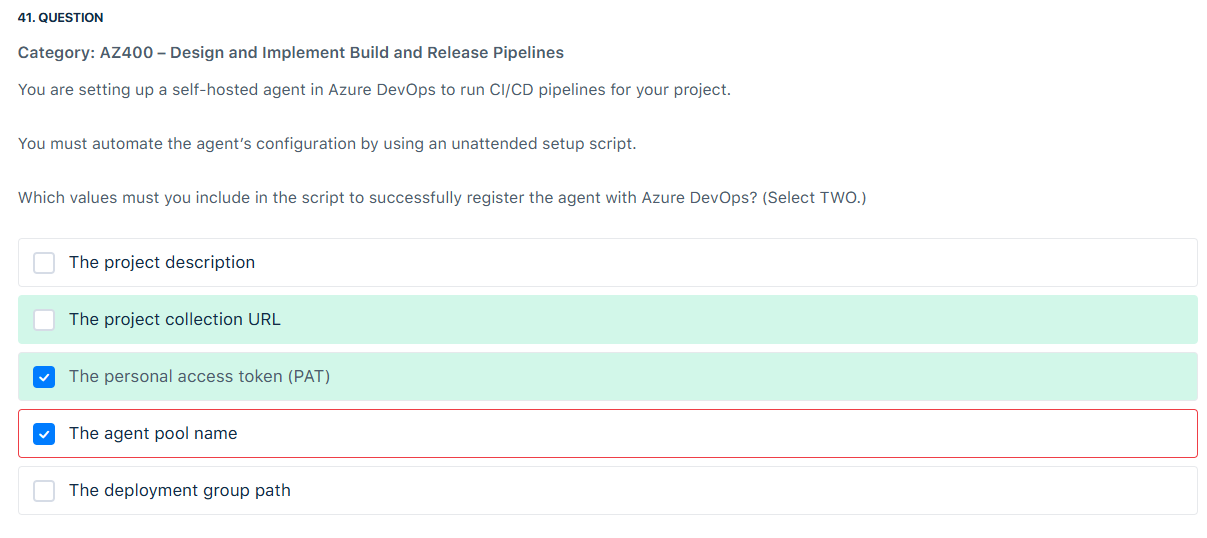 41. QUESTION
Category: AZ400 – Design and Implement Build and Release Pipelines
You are setting up a self-hosted agent in Azure DevOps to run CI/CD pipelines for your project.
You must automate the agent’s configuration by using an unattended setup script.
Which values must you include in the script to successfully register the agent with Azure DevOps? (Select TWO.)
The project description
The project collection URL
The personal access token (PAT)
The agent pool name
The deployment group path